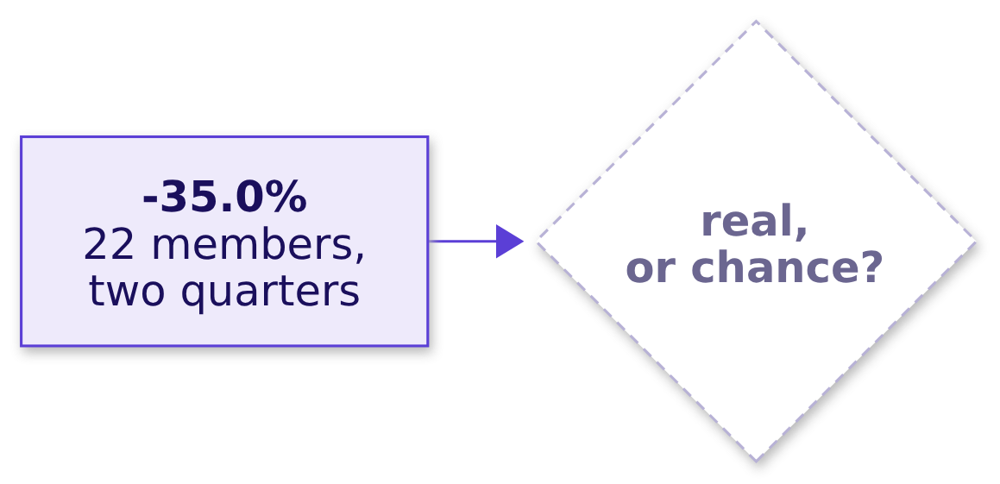 -35.0%
22 members,
two quarters
real,
or chance?